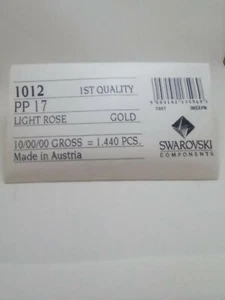 1012 1ST QUALITY
PP 17
LIGHT ROSE GOLD
10/00/00 GROSS = 1.440 PCS.
Made in Austria
SWAROVSKI
COMPONENTS